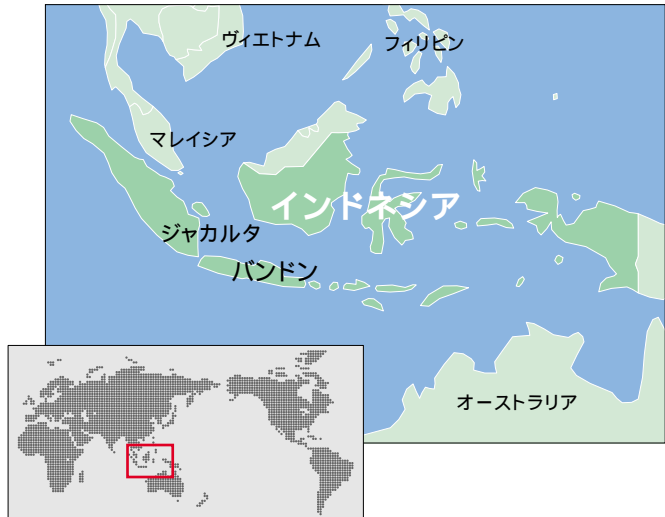 ヴィエトナム
フィリピン
マレイシア
インドネシア
ジャカルタ
バンドン
オーストラリア